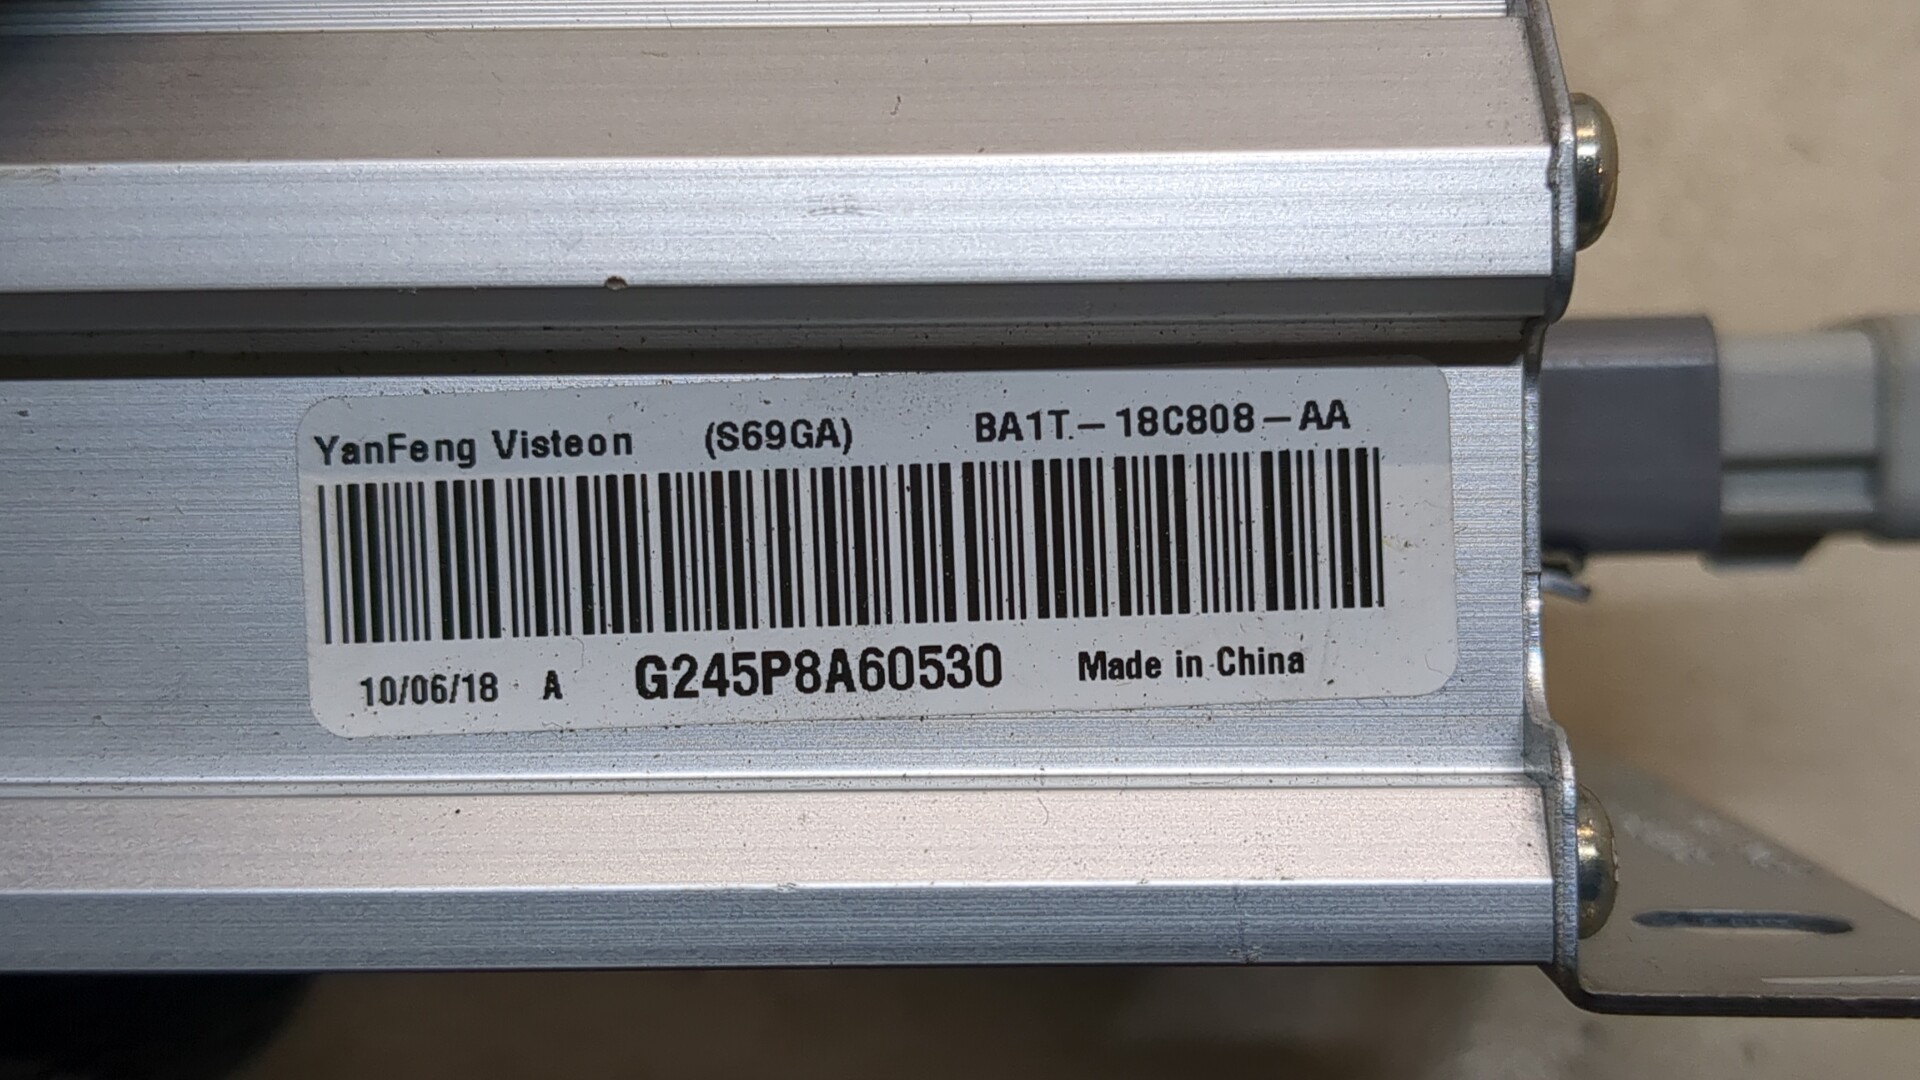 YanFeng Visteon (S69GA) BA1T-18C808-AA
10/06/18 A G245P8A60530 Made in China